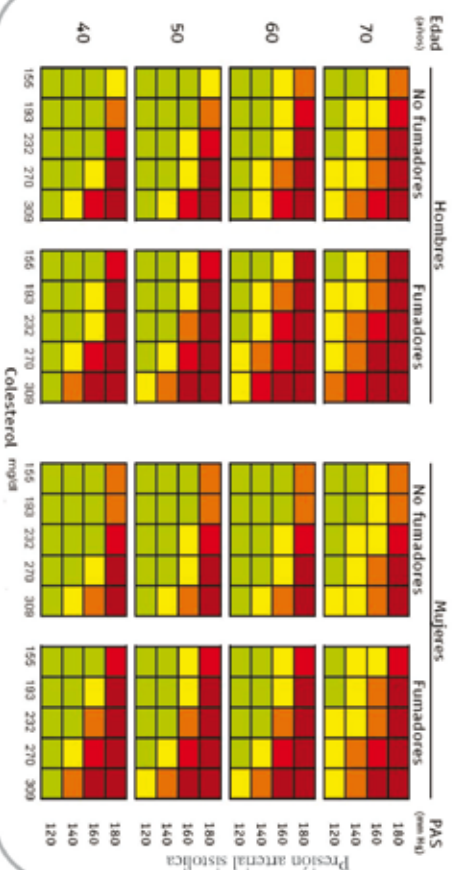 Hombres Mujeres
Edad PAS
(años) No fumadores Fumadores No fumadores Fumadores (mm Hg)
70 180
160
140
120
60 180
160
140
120
50 180
160
140
120
40 180
160
140
120
155 193 232 270 309 155 193 232 270 309 155 193 232 270 309 155 193 232 270 309
Colesterol mg/dl
Presión arterial sistolica